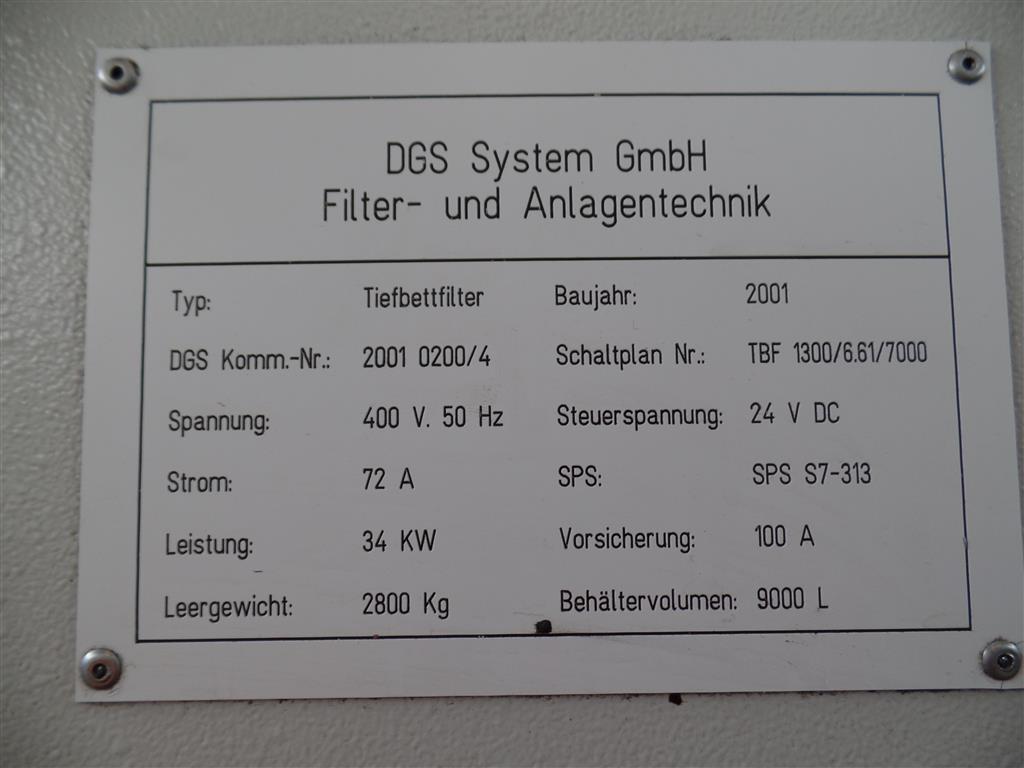 DGS System GmbH
Filter- und Anlagentechnik
Typ: Tiefbettfilter Baujahr: 2001
DGS Komm.-Nr.: 2001 0200/4 Schaltplan Nr.: TBF 1300/6.61/7000
Spannung: 400 V. 50 Hz Steuerspannung: 24 V DC
Strom: 72 A SPS: SPS S7-313
Leistung: 34 KW Vorsicherung: 100 A
Leergewicht: 2800 Kg Behältervolumen: 9000 L